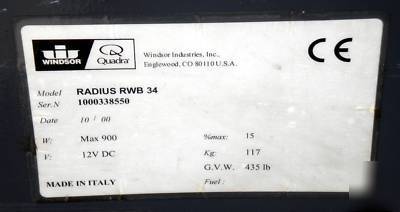 WINDSOR
Quadra
Windsor Industries, Inc.,
Englewood, CO 80110 U.S.A.
CE
Model RADIUS RWB 34
Ser.N 1000338550
Date 10 / 00
W: Max 900 %max: 15
V: 12V DC Kg: 117
G.V.W. 435 lb
MADE IN ITALY Fuel: